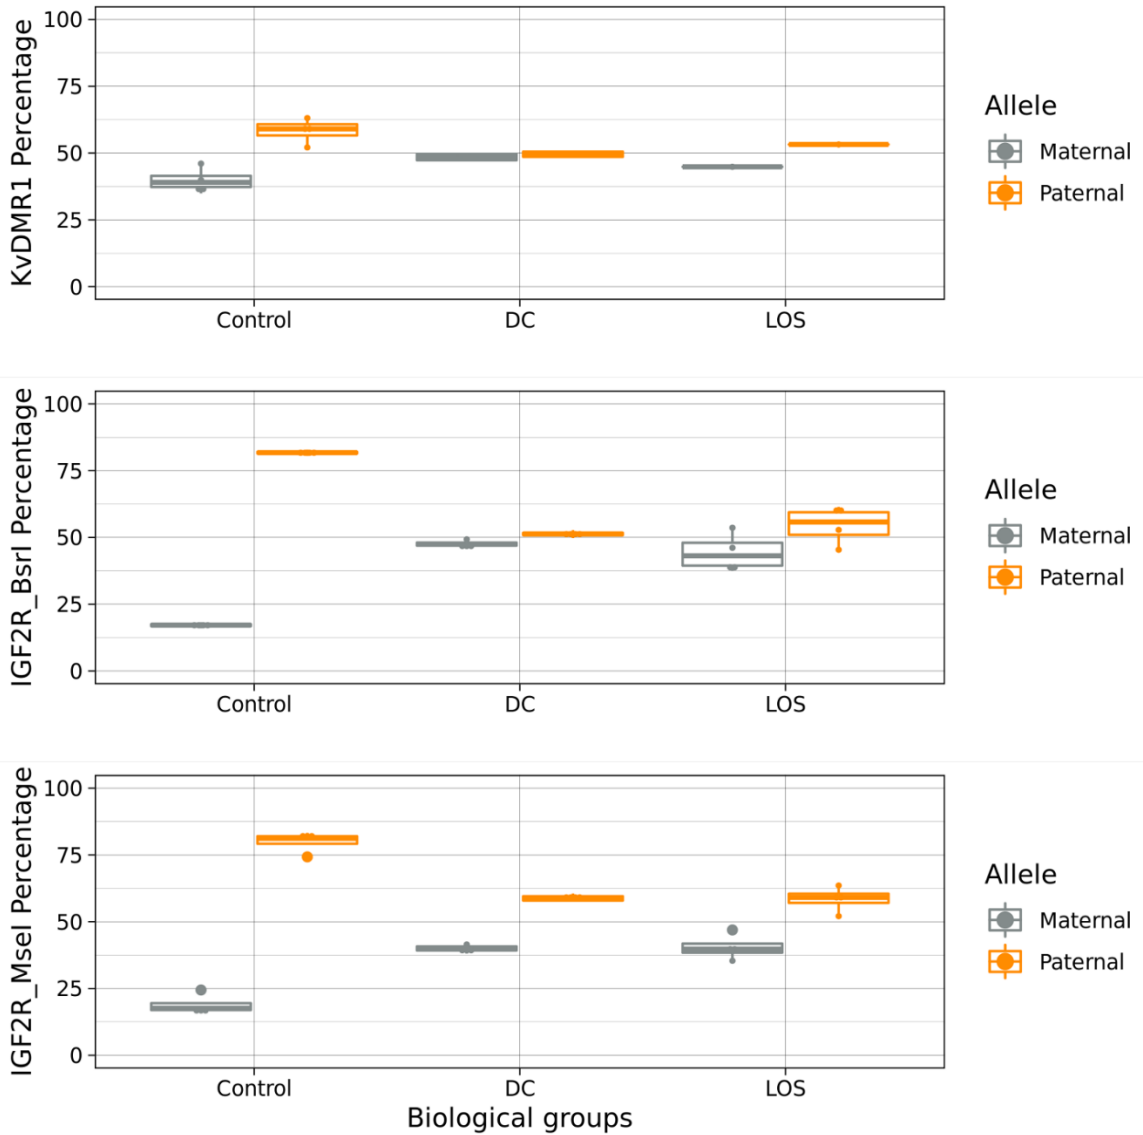 KvDMR1 Percentage
100
75
50
25
0
Control DC LOS
Allele
Maternal
Paternal
IGF2R_BsrI Percentage
100
75
50
25
0
Control DC LOS
Allele
Maternal
Paternal
IGF2R_MseI Percentage
100
75
50
25
0
Control DC LOS
Biological groups
Allele
Maternal
Paternal